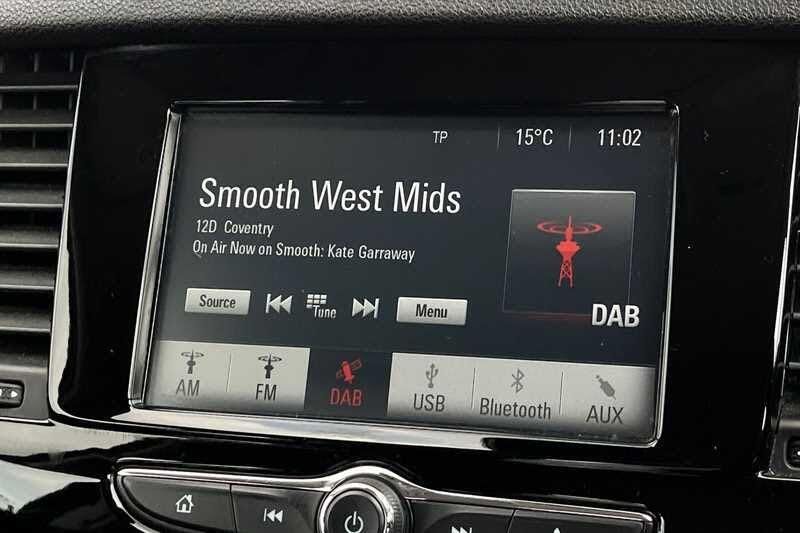 TP 15°C 11:02
Smooth West Mids
12D Coventry
On Air Now on Smooth: Kate Garraway
DAB
Source Tune Menu
AM FM DAB USB Bluetooth AUX